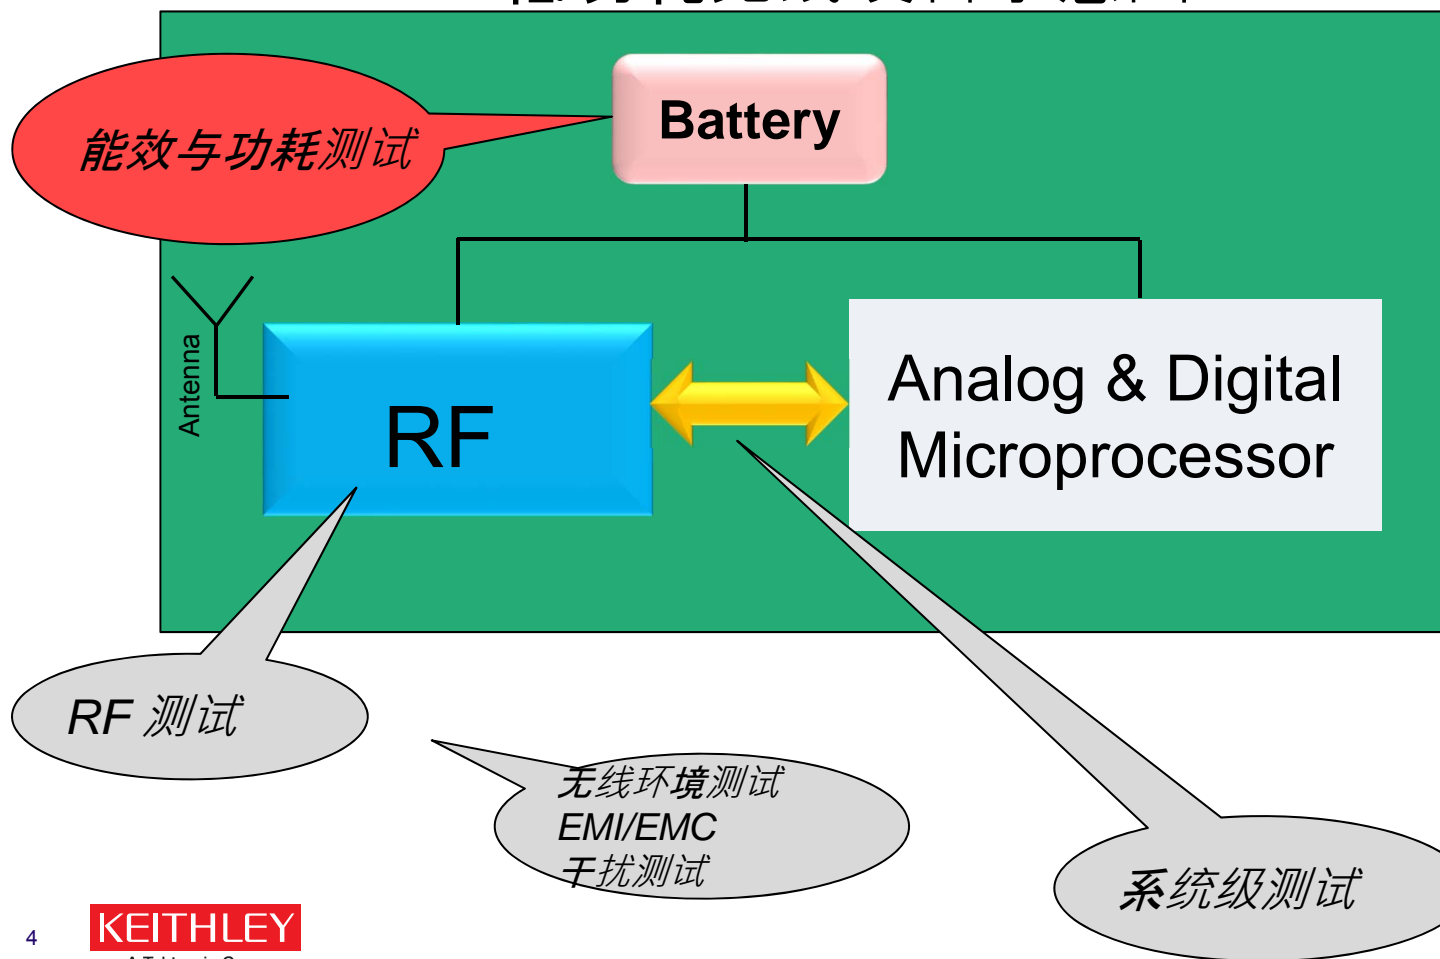 能效与功耗测试
Battery
Antenna
RF
Analog & Digital
Microprocessor
RF 测试
无线环境测试
EMI/EMC
干扰测试
系统级测试
4
KEITHLEY